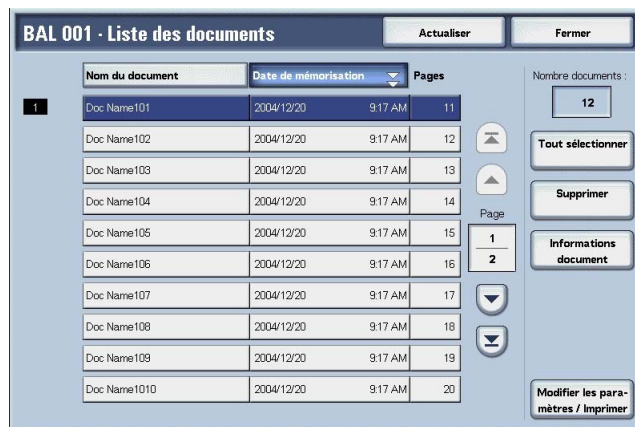 BAL 001 - Liste des documents
Actualiser
Fermer
Nom du document
Date de mémorisation
Pages
Nombre documents :
12
1
Doc Name101 2004/12/20 9:17 AM 11
Doc Name102 2004/12/20 9:17 AM 12
Doc Name103 2004/12/20 9:17 AM 13
Doc Name104 2004/12/20 9:17 AM 14
Doc Name105 2004/12/20 9:17 AM 15
Doc Name106 2004/12/20 9:17 AM 16
Doc Name107 2004/12/20 9:17 AM 17
Doc Name108 2004/12/20 9:17 AM 18
Doc Name109 2004/12/20 9:17 AM 19
Doc Name1010 2004/12/20 9:17 AM 20
Page
1
2
Tout sélectionner
Supprimer
Informations
document
Modifier les para-
mètres / Imprimer